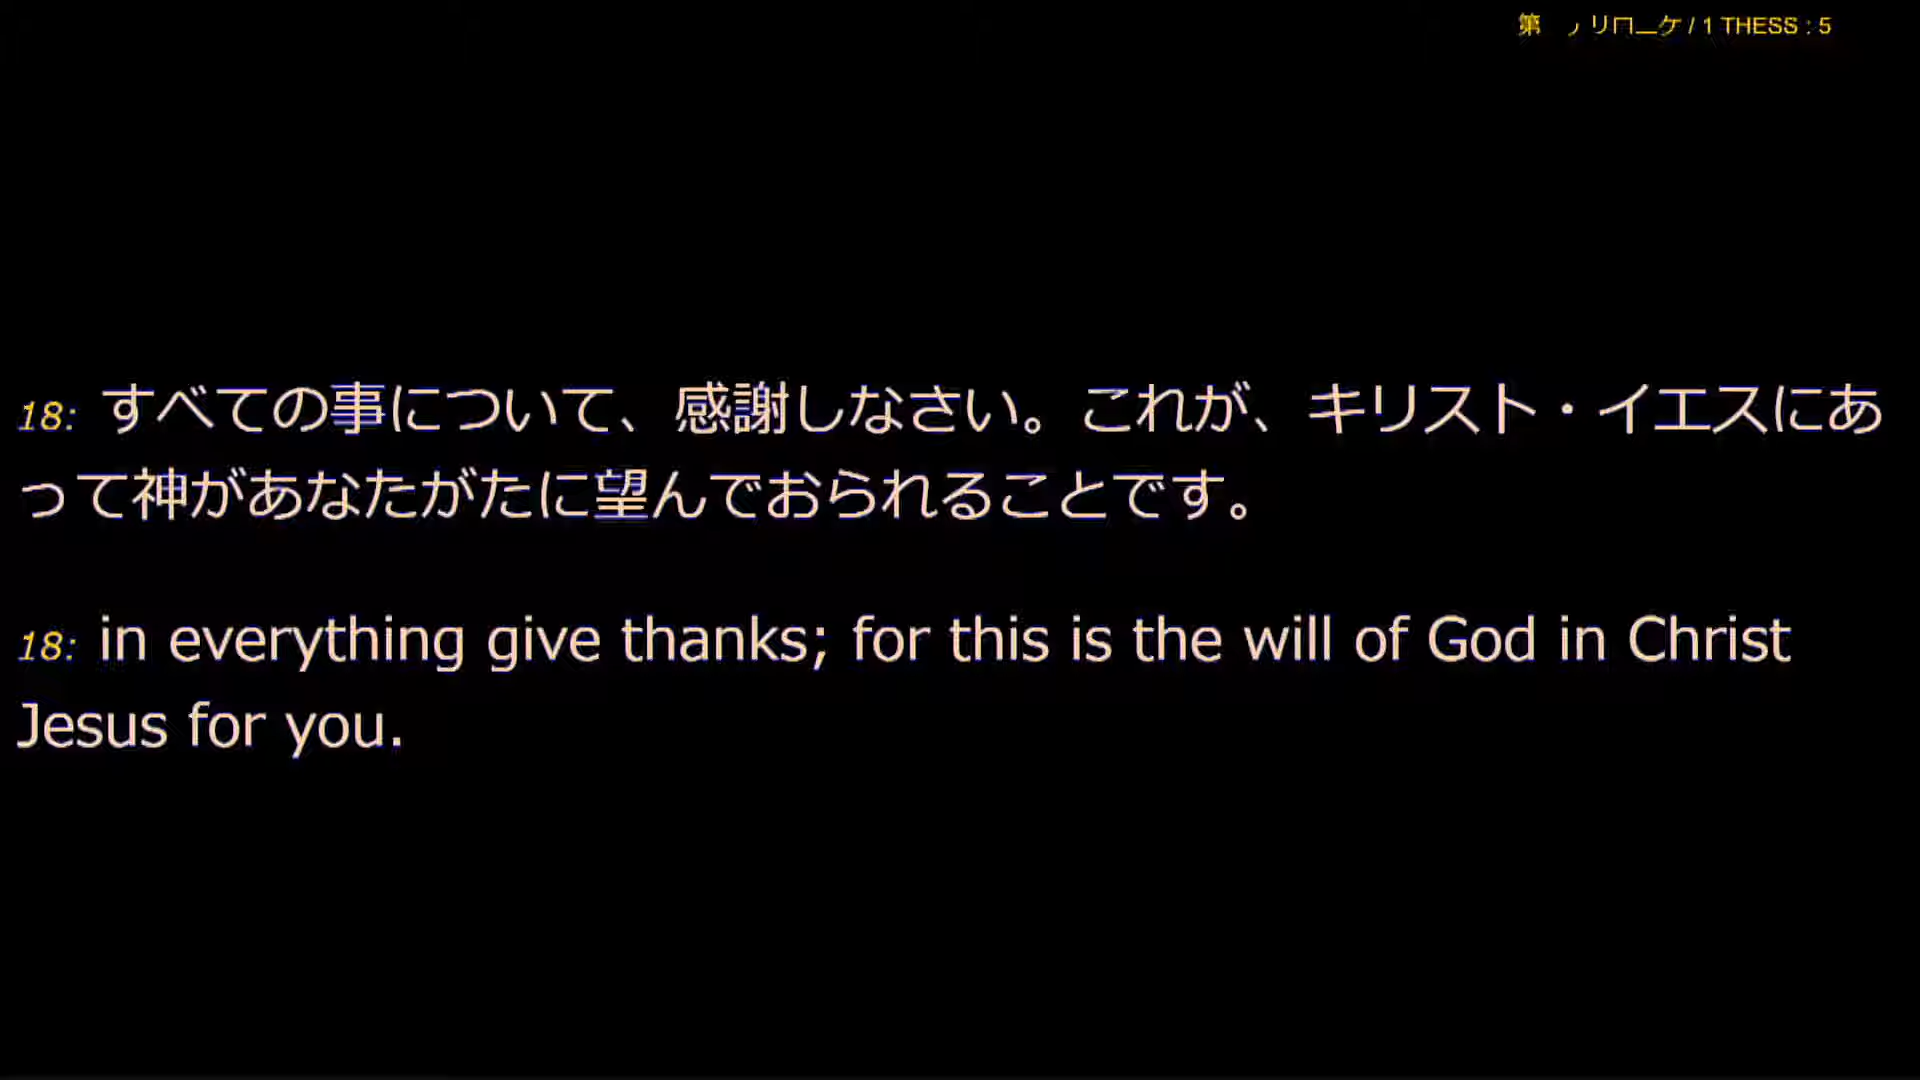 / 1 THESS : 5
18: すべての事について、感謝しなさい。これが、キリスト・イエスにあ
って神があなたがたに望んでおられることです。
18: in everything give thanks; for this is the will of God in Christ
Jesus for you.